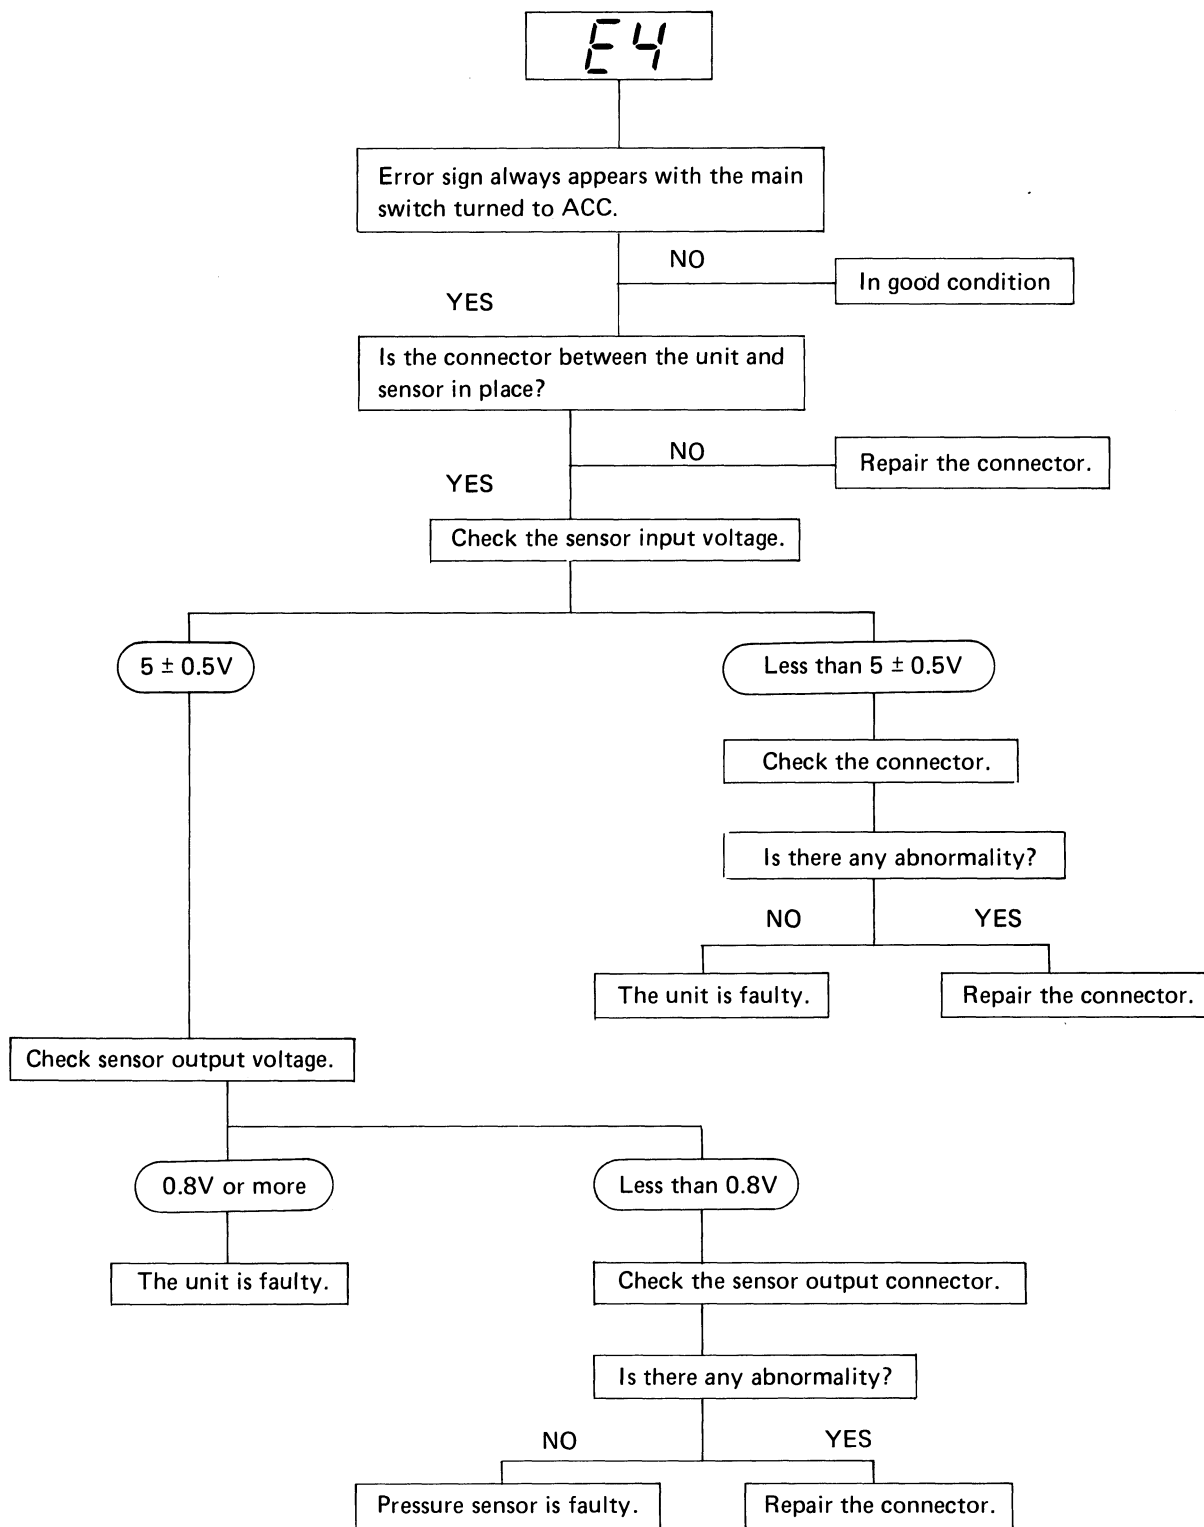 E4
Error sign always appears with the main
switch turned to ACC.
NO
In good condition
YES
Is the connector between the unit and
sensor in place?
NO
Repair the connector.
YES
Check the sensor input voltage.
5 ± 0.5V
Less than 5 ± 0.5V
Check the connector.
Is there any abnormality?
NO
YES
The unit is faulty.
Repair the connector.
Check sensor output voltage.
0.8V or more
Less than 0.8V
The unit is faulty.
Check the sensor output connector.
Is there any abnormality?
NO
YES
Pressure sensor is faulty.
Repair the connector.